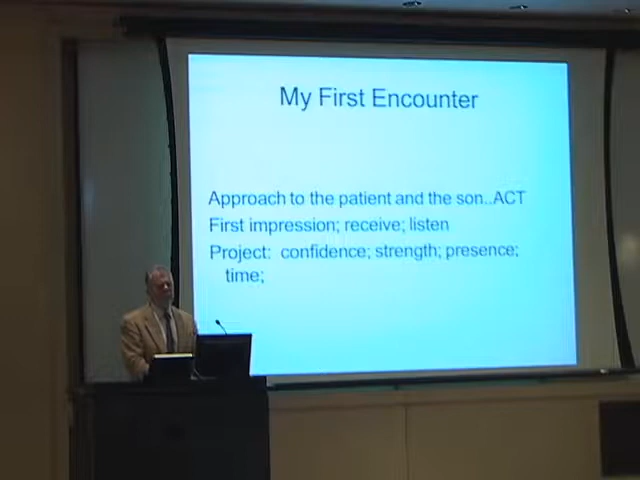 My First Encounter
Approach to the patient and the son..ACT
First impression; receive; listen
Project: confidence; strength; presence;
time;